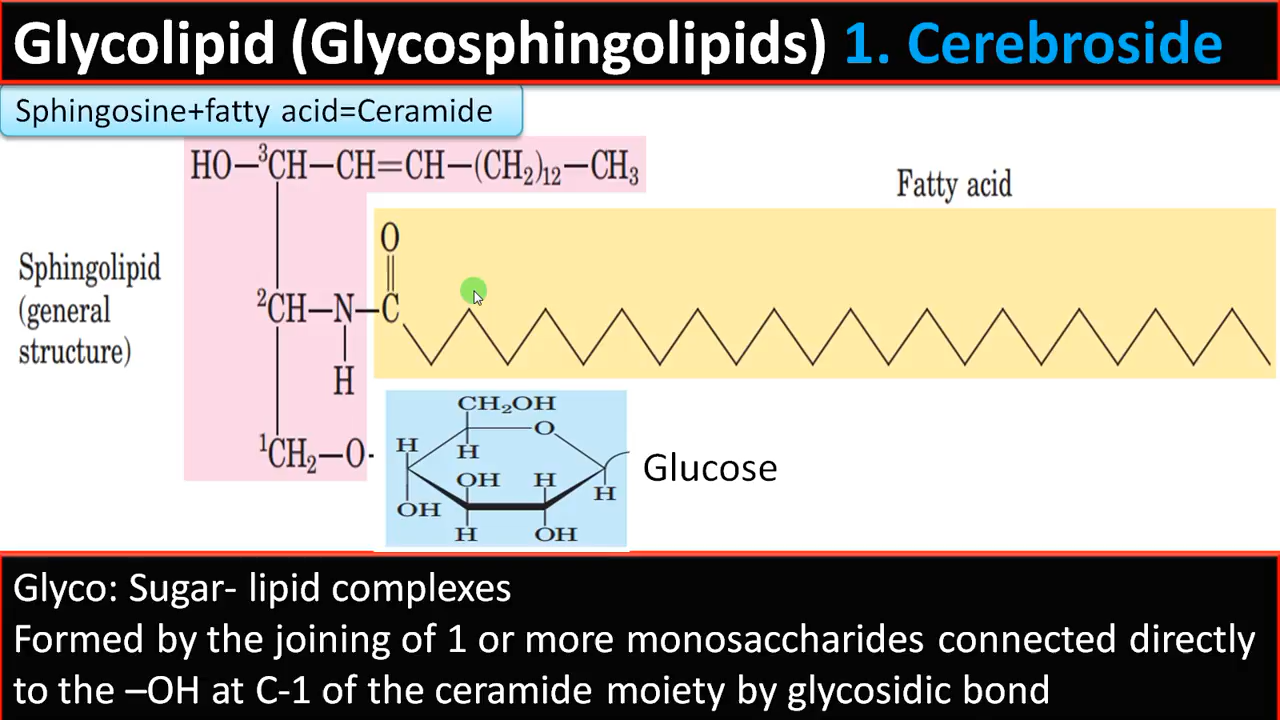 Glycolipid (Glycosphingolipids) 1. Cerebroside
Sphingosine+fatty acid=Ceramide
HO—³CH—CH=CH—(CH₂)₁₂—CH₃
Fatty acid
O
Sphingolipid
(general
structure)
²CH—N—C
H
CH₂OH
O
H
H
¹CH₂—O-
Glucose
OH
H
H
OH
H
OH
Glyco: Sugar- lipid complexes
Formed by the joining of 1 or more monosaccharides connected directly
to the –OH at C-1 of the ceramide moiety by glycosidic bond